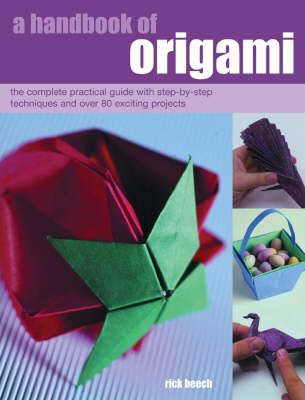 a handbook of
origami
the complete practical guide with step-by-step
techniques and over 80 exciting projects
rick beech